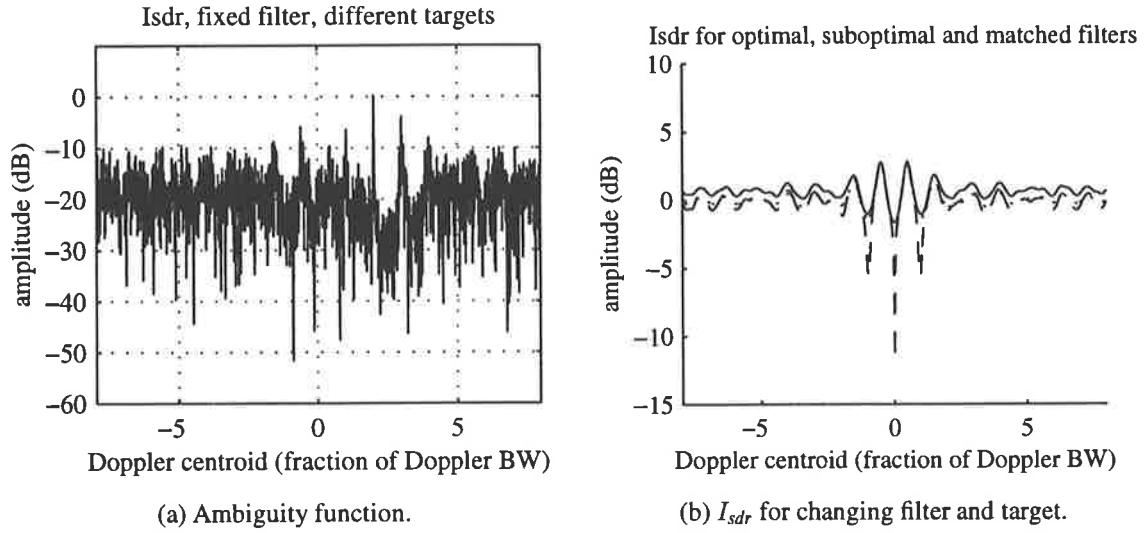 Isdr, fixed filter, different targets
0
−10
−20
−30
−40
−50
−60
amplitude (dB)
−5
0
5
Doppler centroid (fraction of Doppler BW)
(a) Ambiguity function.
Isdr for optimal, suboptimal and matched filters
10
5
0
−5
−10
−15
amplitude (dB)
−5
0
5
Doppler centroid (fraction of Doppler BW)
(b) Isdr for changing filter and target.